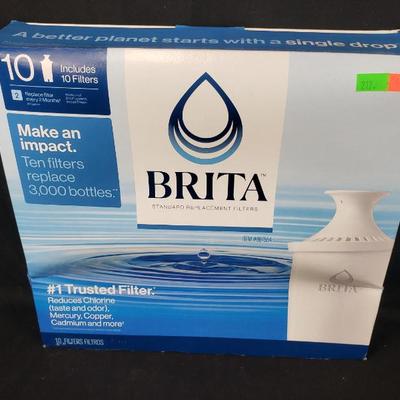 A better planet starts with a single drop
10 Includes
10 Filters
2 Replace filter
every 2 Months
Make an
impact.
Ten filters
replace
3,000 bottles.**
BRITA™
STANDARD REPLACEMENT FILTERS
BRITA
#1 Trusted Filter.*
Reduces Chlorine
(taste and odor),
Mercury, Copper,
Cadmium and more†
10 FILTERS FILTROS